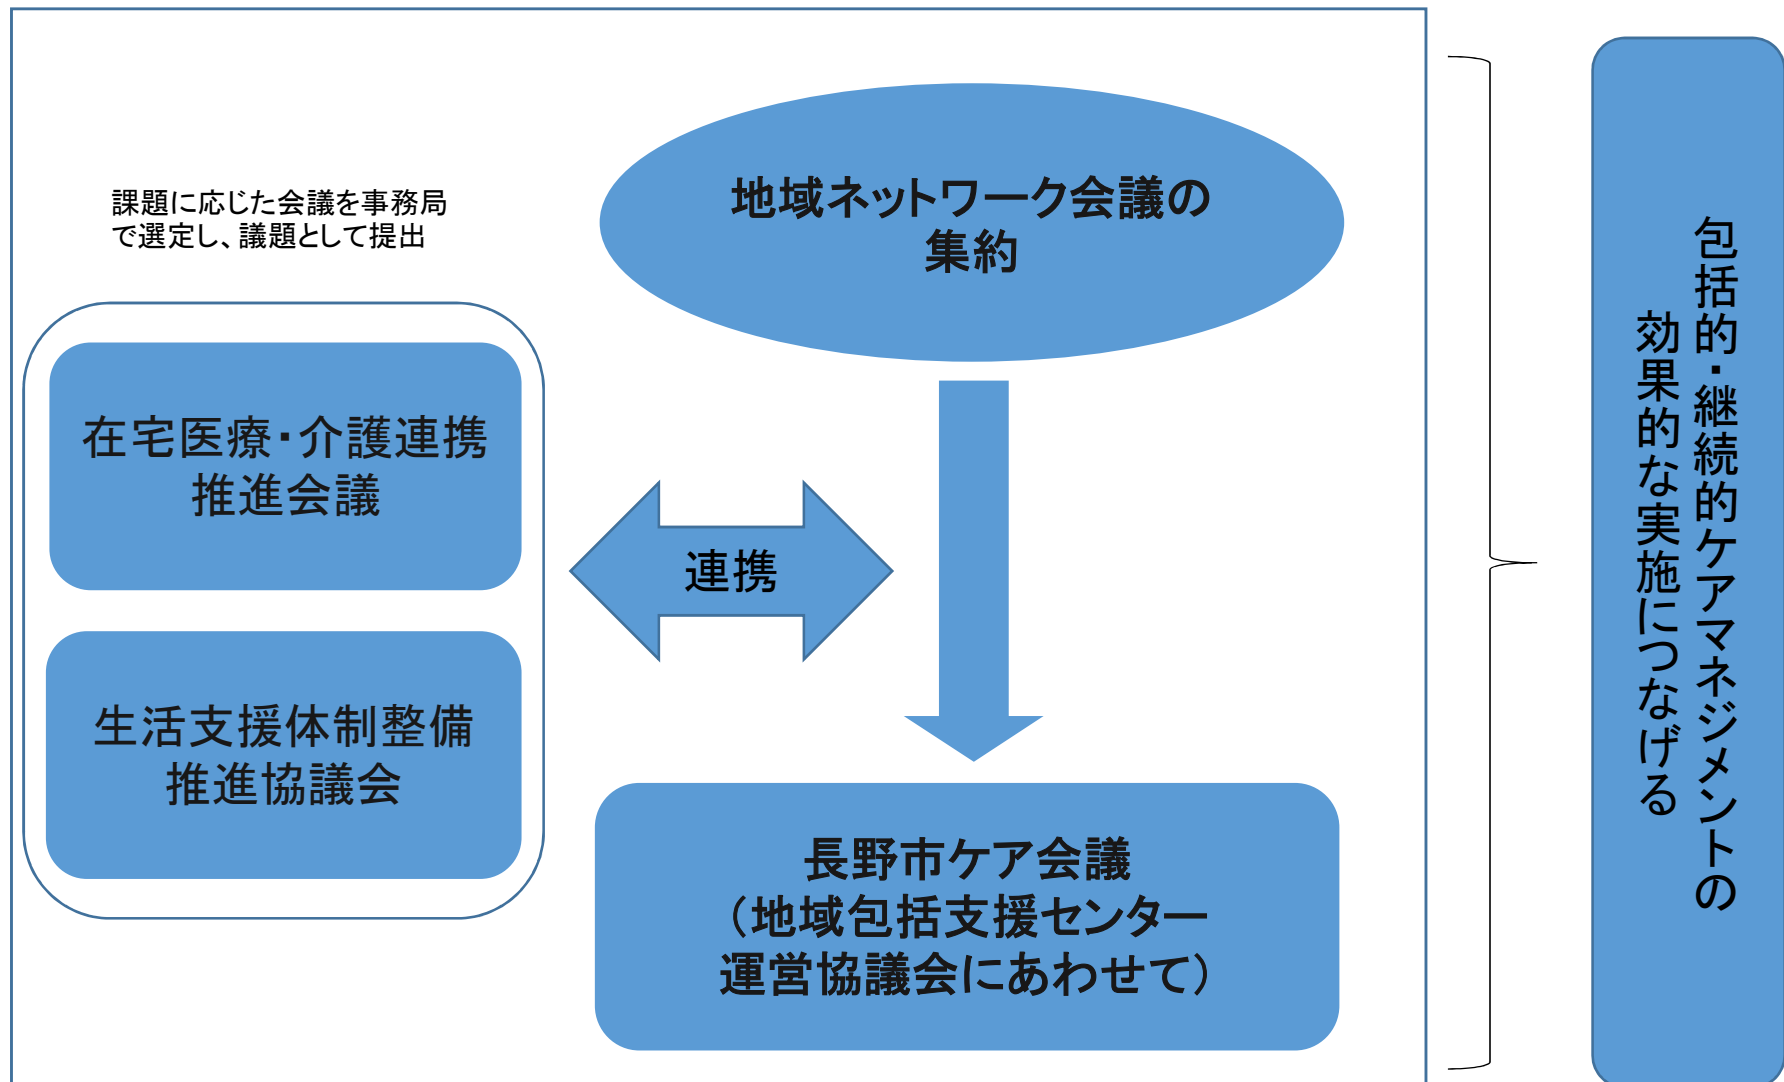 地域ネットワーク会議の
集約
課題に応じた会議を事務局
で選定し、議題として提出
在宅医療・介護連携
推進会議
連携
生活支援体制整備
推進協議会
長野市ケア会議
（地域包括支援センター
運営協議会にあわせて）
包括的・継続的ケアマネジメントの
効果的な実施につなげる